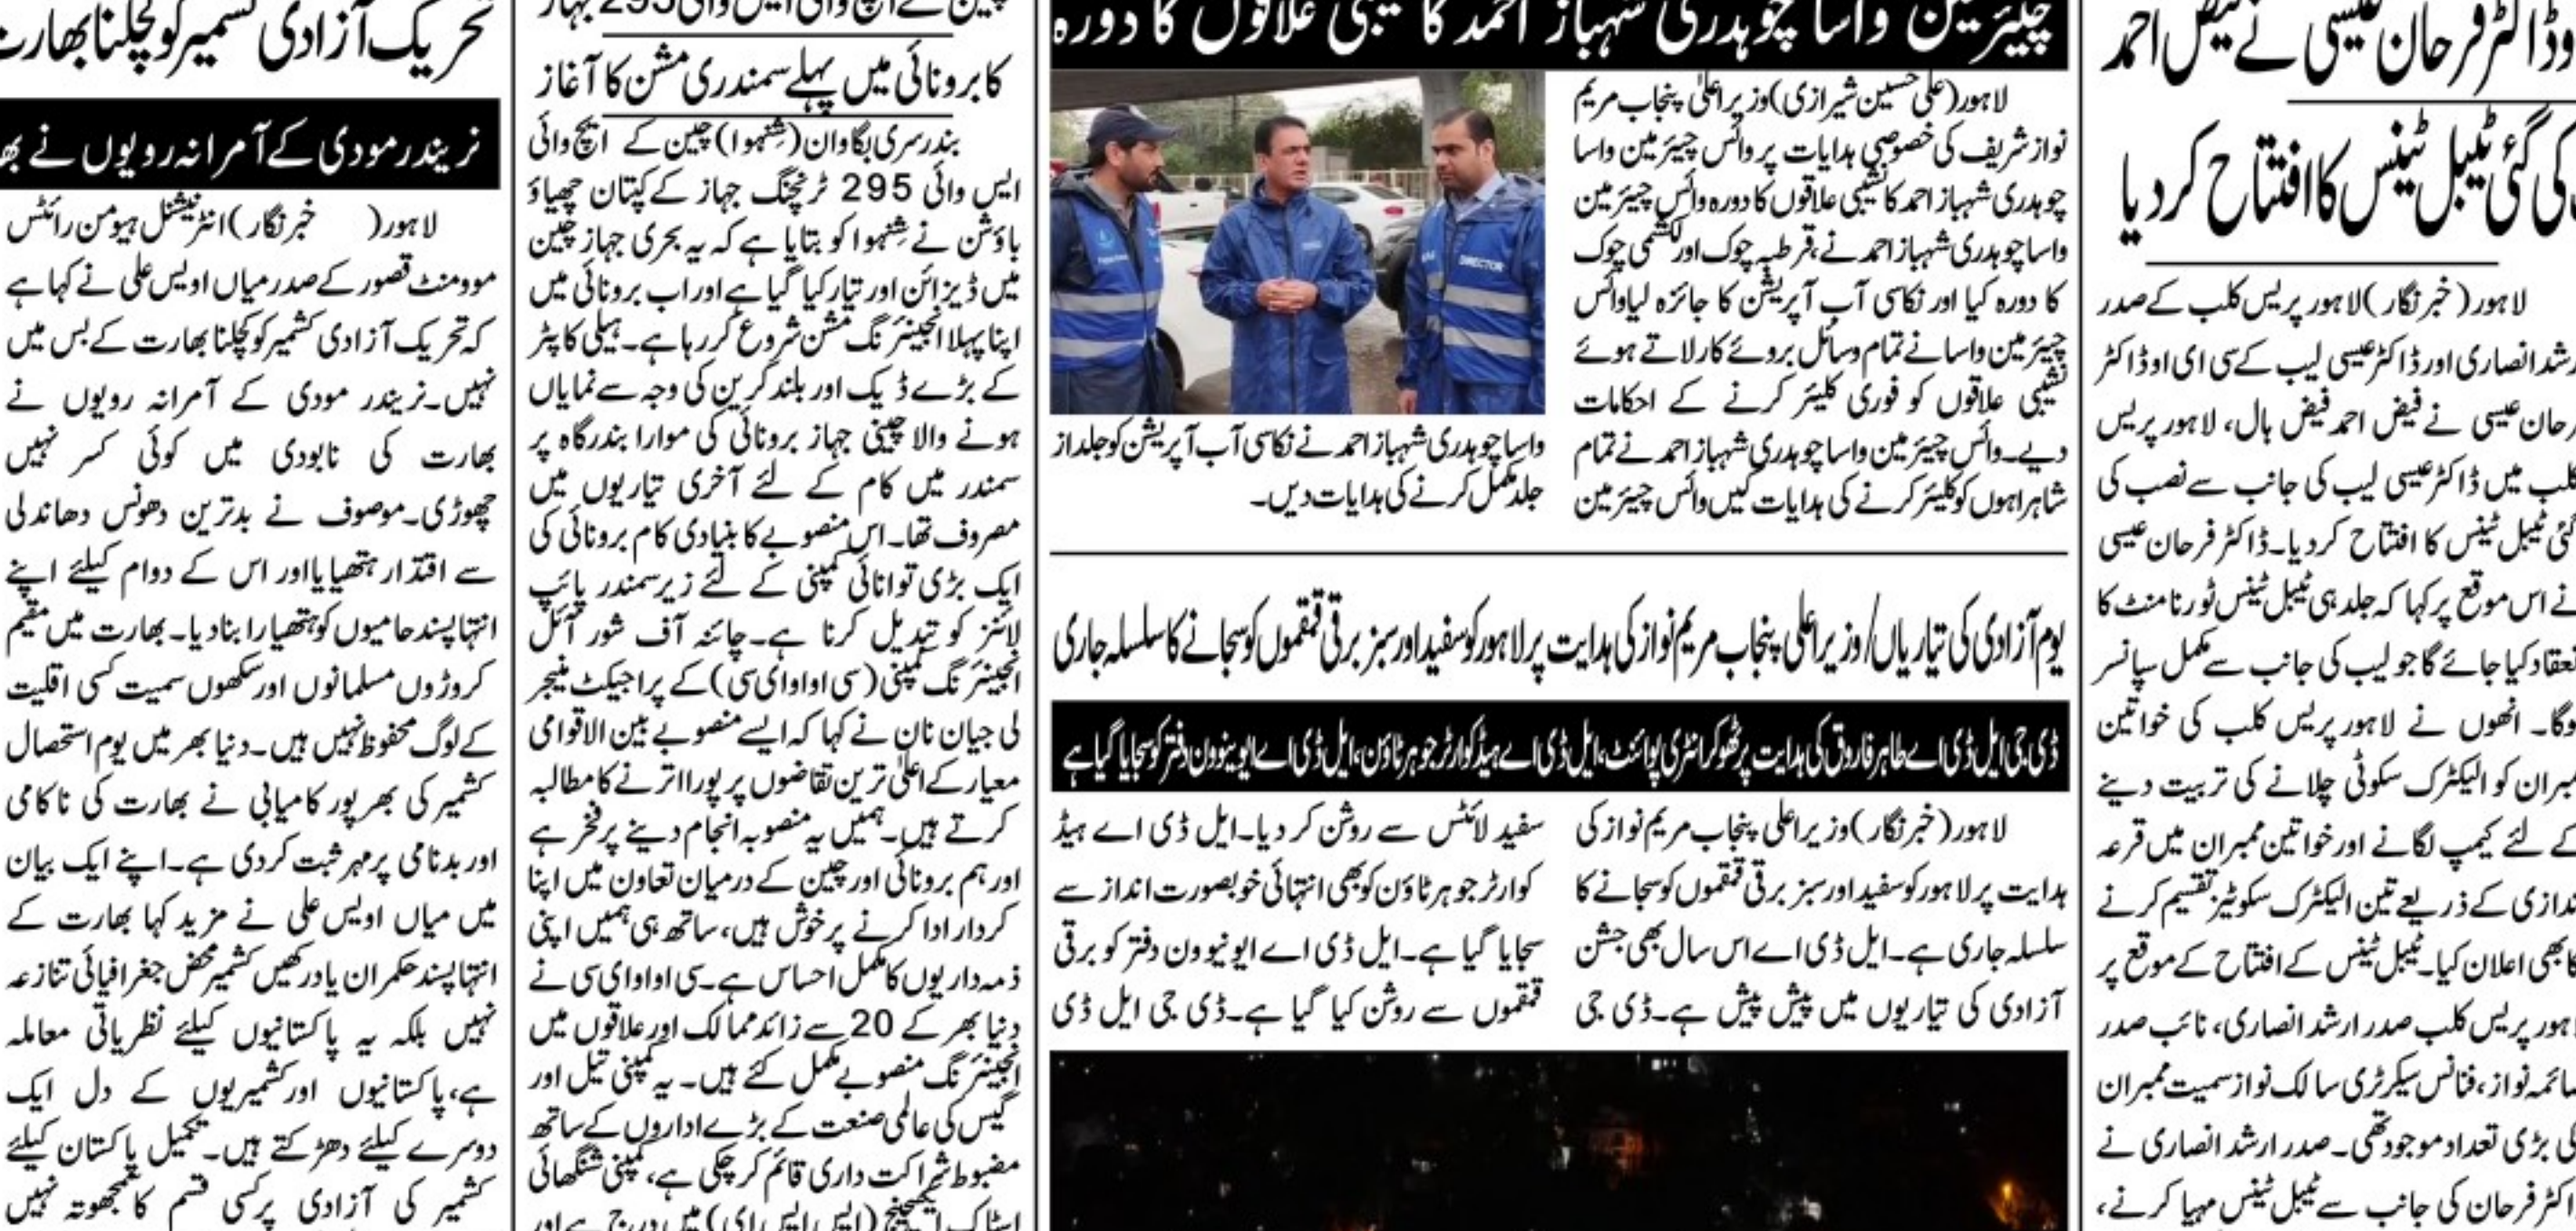 وڈاکٹرفرحان عیسیٰ نے فیض احمد
کی گئی ٹیبل ٹینس کا افتتاح کردیا
لاہور(خبرنگار)لاہور پریس کلب کے صدر
ارشد انصاری اور ڈاکٹر عیسیٰ لیب کے سی ای او ڈاکٹر
فرحان عیسیٰ نے فیض احمد فیض ہال، لاہور پریس
کلب میں ڈاکٹر عیسیٰ لیب کی جانب سے نصب کی
گئی ٹیبل ٹینس کا افتتاح کردیا۔ڈاکٹر فرحان عیسیٰ
نے اس موقع پر کہا کہ جلد ہی ٹیبل ٹینس ٹورنامنٹ کا
انعقاد کیا جائے گا جو لیب کی جانب سے مکمل سپانسر
ہوگا۔ انھوں نے لاہور پریس کلب کی خواتین
ممبران کو الیکٹرک سکوٹی چلانے کی تربیت دینے
کے لئے کیمپ لگانے اور خواتین ممبران میں قرعہ
اندازی کے ذریعے تین الیکٹرک سکوٹیز تقسیم کرنے
کا بھی اعلان کیا۔ٹیبل ٹینس کے افتتاح کے موقع پر
لاہور پریس کلب صدر ارشد انصاری، نائب صدر
صائمہ نواز، فنانس سیکرٹری سالک نواز سمیت ممبران
کی بڑی تعداد موجود تھی۔صدر ارشد انصاری نے
ڈاکٹر فرحان کی جانب سے ٹیبل ٹینس مہیا کرنے،
چیئرمین واسا چوہدری شہباز احمد کا نشیبی علاقوں کا دورہ
لاہور(علی حسین شیرازی)وزیراعلیٰ پنجاب مریم
نواز شریف کی خصوصی ہدایات پر وائس چیئرمین واسا
چوہدری شہباز احمد کا نشیبی علاقوں کا دورہ وائس چیئرمین
واسا چوہدری شہباز احمد نے، قرطبہ چوک اور لکشمی چوک
کا دورہ کیا اور نکاسی آب آپریشن کا جائزہ لیا وائس
چیئرمین واسا نے تمام وسائل بروئے کار لاتے ہوئے
نشیبی علاقوں کو فوری کلیئر کرنے کے احکامات
دیے۔وائس چیئرمین واسا چوہدری شہباز احمد نے تمام
شاہراہوں کو کلیئر کرنے کی ہدایات کیں وائس چیئرمین
DIRECTOR
واسا چوہدری شہباز احمد نے نکاسی آب آپریشن کو جلد از
جلد مکمل کرنے کی ہدایات دیں۔
یوم آزادی کی تیاریاں/وزیراعلیٰ پنجاب مریم نواز کی ہدایت پر لاہور کو سفید اور سبز برقی قمقموں کو سجانے کا سلسلہ جاری
ڈی جی ایل ڈی اے طاہر فاروق کی ہدایت پر ٹھوکر انٹری پوائنٹ، ایل ڈی اے ہیڈکوارٹر جوہر ٹاؤن، ایل ڈی اے ایونیو ون دفتر کو سجایا گیا ہے
لاہور(خبرنگار)وزیراعلیٰ پنجاب مریم نواز کی
ہدایت پر لاہور کو سفید اور سبز برقی قمقموں کو سجانے کا
سلسلہ جاری ہے۔ایل ڈی اے اس سال بھی جشن
آزادی کی تیاریوں میں پیش پیش ہے۔ڈی جی
سفید لائٹس سے روشن کر دیا۔ایل ڈی اے ہیڈ
کوارٹر جوہر ٹاؤن کو بھی انتہائی خوبصورت انداز سے
سجایا گیا ہے۔ایل ڈی اے ایونیو ون دفتر کو برقی
قمقموں سے روشن کیا گیا ہے۔ڈی جی ایل ڈی
چین کے ایچ وائی ایس وائی 295 جہاز
کا برونائی میں پہلے سمندری مشن کا آغاز
بندر سری بگاوان(شِنہوا)چین کے ایچ وائی
ایس وائی 295 ٹرنچنگ جہاز کے کپتان چھیاؤ
باؤشن نے شِنہوا کو بتایا ہے کہ یہ بحری جہاز چین
میں ڈیزائن اور تیار کیا گیا ہے اور اب برونائی میں
اپنا پہلا انجینئرنگ مشن شروع کررہا ہے۔ہیلی کاپٹر
کے بڑے ڈیک اور بلند کرین کی وجہ سے نمایاں
ہونے والا چینی جہاز برونائی کی موارا بندرگاہ پر
سمندر میں کام کے لئے آخری تیاریوں میں
مصروف تھا۔اس منصوبے کا بنیادی کام برونائی کی
ایک بڑی توانائی کمپنی کے لئے زیر سمندر پائپ
لائنز کو تبدیل کرنا ہے۔چائنہ آف شور آئل
انجینئرنگ کمپنی(سی او او ای سی)کے پراجیکٹ منیجر
لی جیان نان نے کہا کہ ایسے منصوبے بین الاقوامی
معیار کے اعلیٰ ترین تقاضوں پر پورا اترنے کا مطالبہ
کرتے ہیں۔ہمیں یہ منصوبہ انجام دینے پر فخر ہے
اور ہم برونائی اور چین کے درمیان تعاون میں اپنا
کردار ادا کرنے پر خوش ہیں، ساتھ ہی ہمیں اپنی
ذمہ داریوں کا مکمل احساس ہے۔سی او او ای سی نے
دنیا بھر کے 20 سے زائد ممالک اور علاقوں میں
انجینئرنگ منصوبے مکمل کئے ہیں۔ یہ کمپنی تیل اور
گیس کی عالمی صنعت کے بڑے اداروں کے ساتھ
مضبوط شراکت داری قائم کر چکی ہے، کمپنی شنگھائی
اسٹاک ایکسچینج(ایس ایس ای) میں درج ہے اور
تحریک آزادی کشمیر کو کچلنا بھارت
نریندر مودی کے آمرانہ رویوں نے بھ
لاہور( خبرنگار)انٹرنیشنل ہیومن رائٹس
موومنٹ قصور کے صدر میاں اویس علی نے کہا ہے
کہ تحریک آزادی کشمیر کو کچلنا بھارت کے بس میں
نہیں۔نریندر مودی کے آمرانہ رویوں نے
بھارت کی نابودی میں کوئی کسر نہیں
چھوڑی۔موصوف نے بدترین دھونس دھاندلی
سے اقتدار ہتھیایا اور اس کے دوام کیلئے اپنے
انتہا پسند حامیوں کو ہتھیار بنا دیا۔ بھارت میں مقیم
کروڑوں مسلمانوں اور سکھوں سمیت کسی اقلیت
کے لوگ محفوظ نہیں ہیں۔دنیا بھر میں یوم استحصال
کشمیر کی بھرپور کامیابی نے بھارت کی ناکامی
اور بدنامی پر مہر ثبت کردی ہے۔اپنے ایک بیان
میں میاں اویس علی نے مزید کہا بھارت کے
انتہا پسند حکمران یاد رکھیں کشمیر محض جغرافیائی تنازعہ
نہیں بلکہ یہ پاکستانیوں کیلئے نظریاتی معاملہ
ہے، پاکستانیوں اور کشمیریوں کے دل ایک
دوسرے کیلئے دھڑکتے ہیں۔تکمیل پاکستان کیلئے
کشمیر کی آزادی پر کسی قسم کا سمجھوتہ نہیں